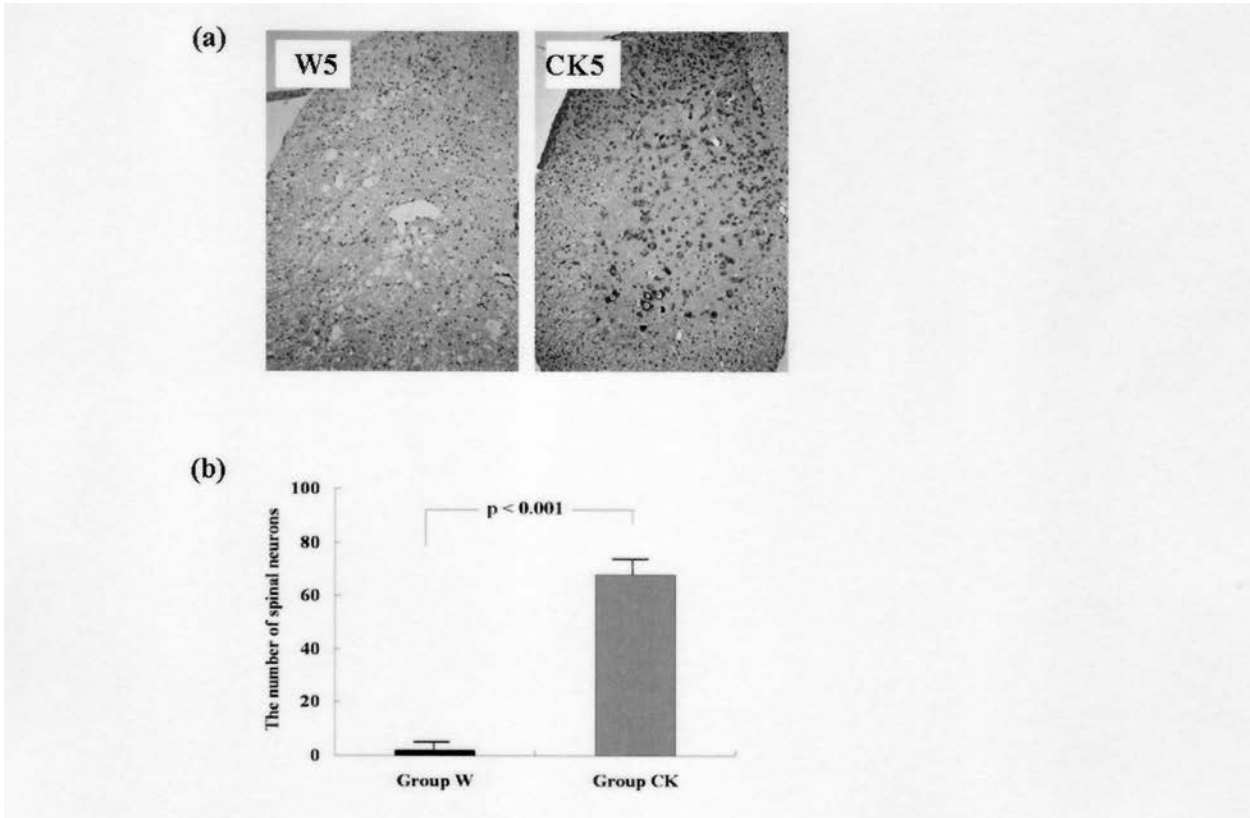 (a)
W5
CK5
(b)
100
80
60
40
20
0
The number of spinal neurons
p < 0.001
Group W
Group CK